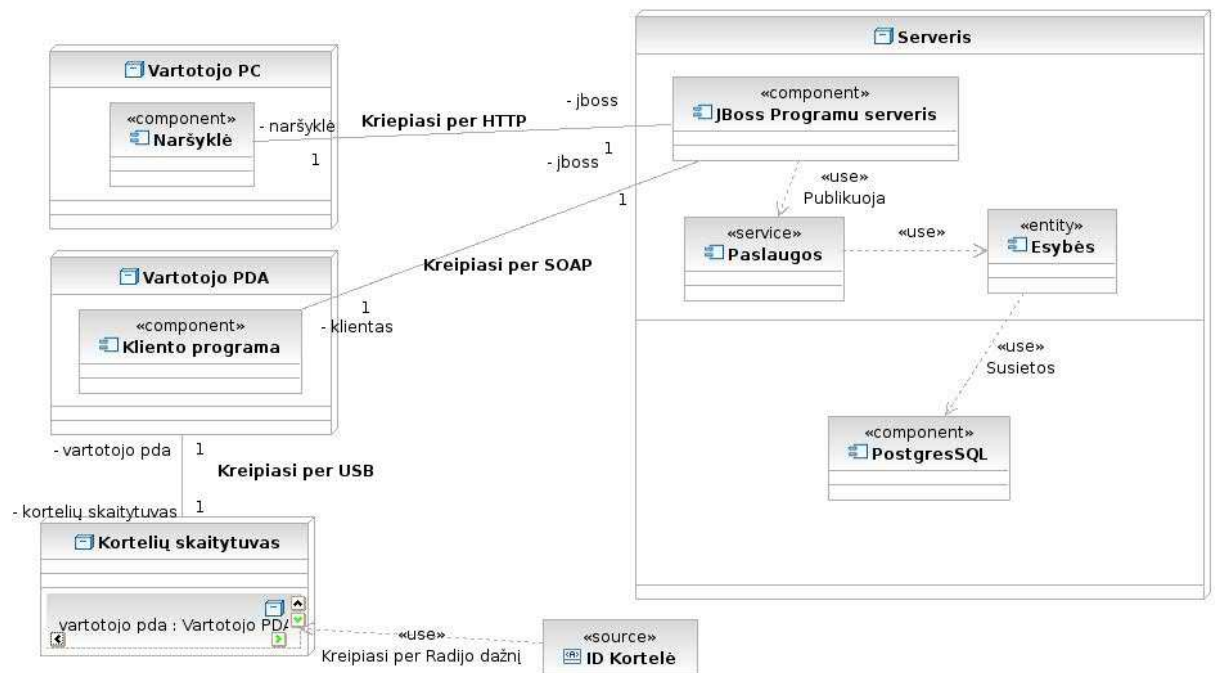 Serveris
Vartotojo PC
«component»
Naršyklė
- naršyklė
1
Kriepiasi per HTTP
- jboss
1
«component»
JBoss Programu serveris
- jboss
1
«use»
Publikuoja
«service»
Paslaugos
«use»
«entity»
Esybės
Vartotojo PDA
«component»
Kliento programa
Kreipiasi per SOAP
1
- klientas
«use»
Susietos
«component»
PostgresSQL
- vartotojo pda
1
Kreipiasi per USB
- kortelių skaitytuvas
1
Kortelių skaitytuvas
vartotojo pda : Vartotojo PDA
«use»
Kreipiasi per Radijo dažnį
«source»
ID Kortelė